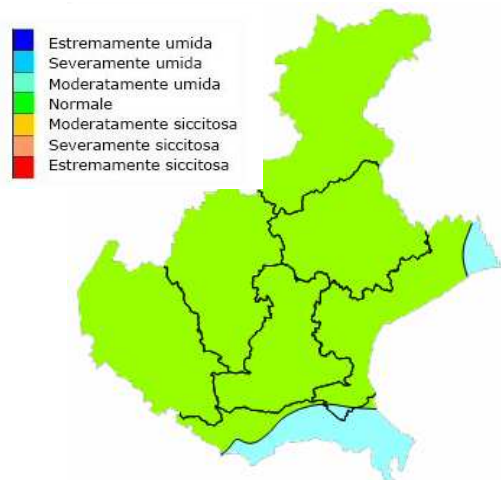 Estremamente umida
Severamente umida
Moderatamente umida
Normale
Moderatamente siccitosa
Severamente siccitosa
Estremamente siccitosa